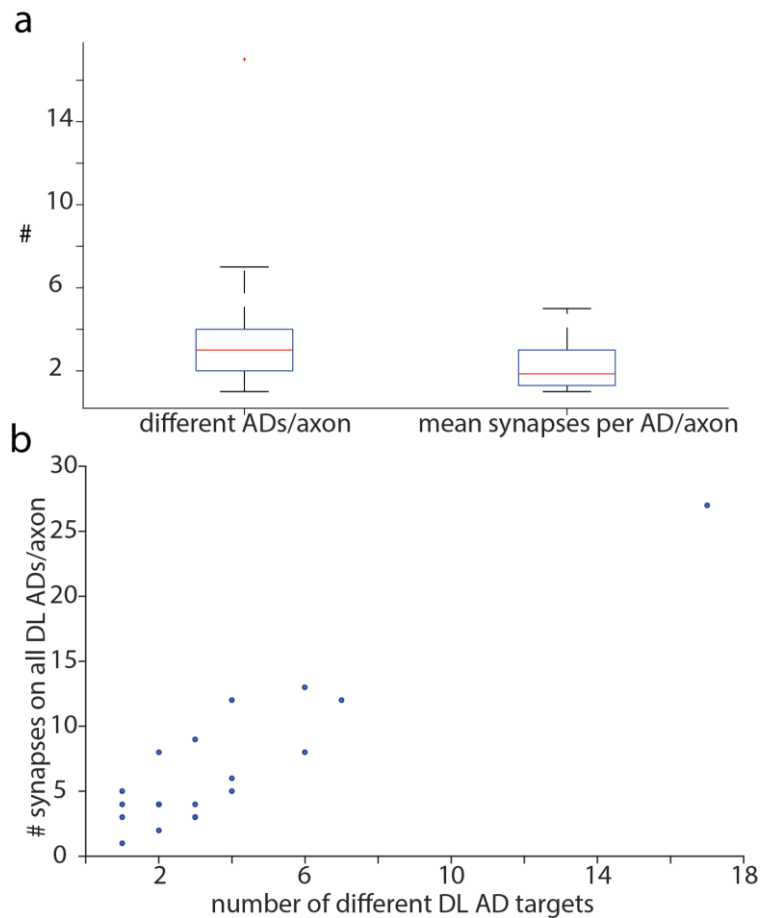 a
14
10
#
6
2
different ADs/axon
mean synapses per AD/axon
b
# synapses on all DL ADs/axon
30
25
20
15
10
5
0
2
6
10
14
18
number of different DL AD targets